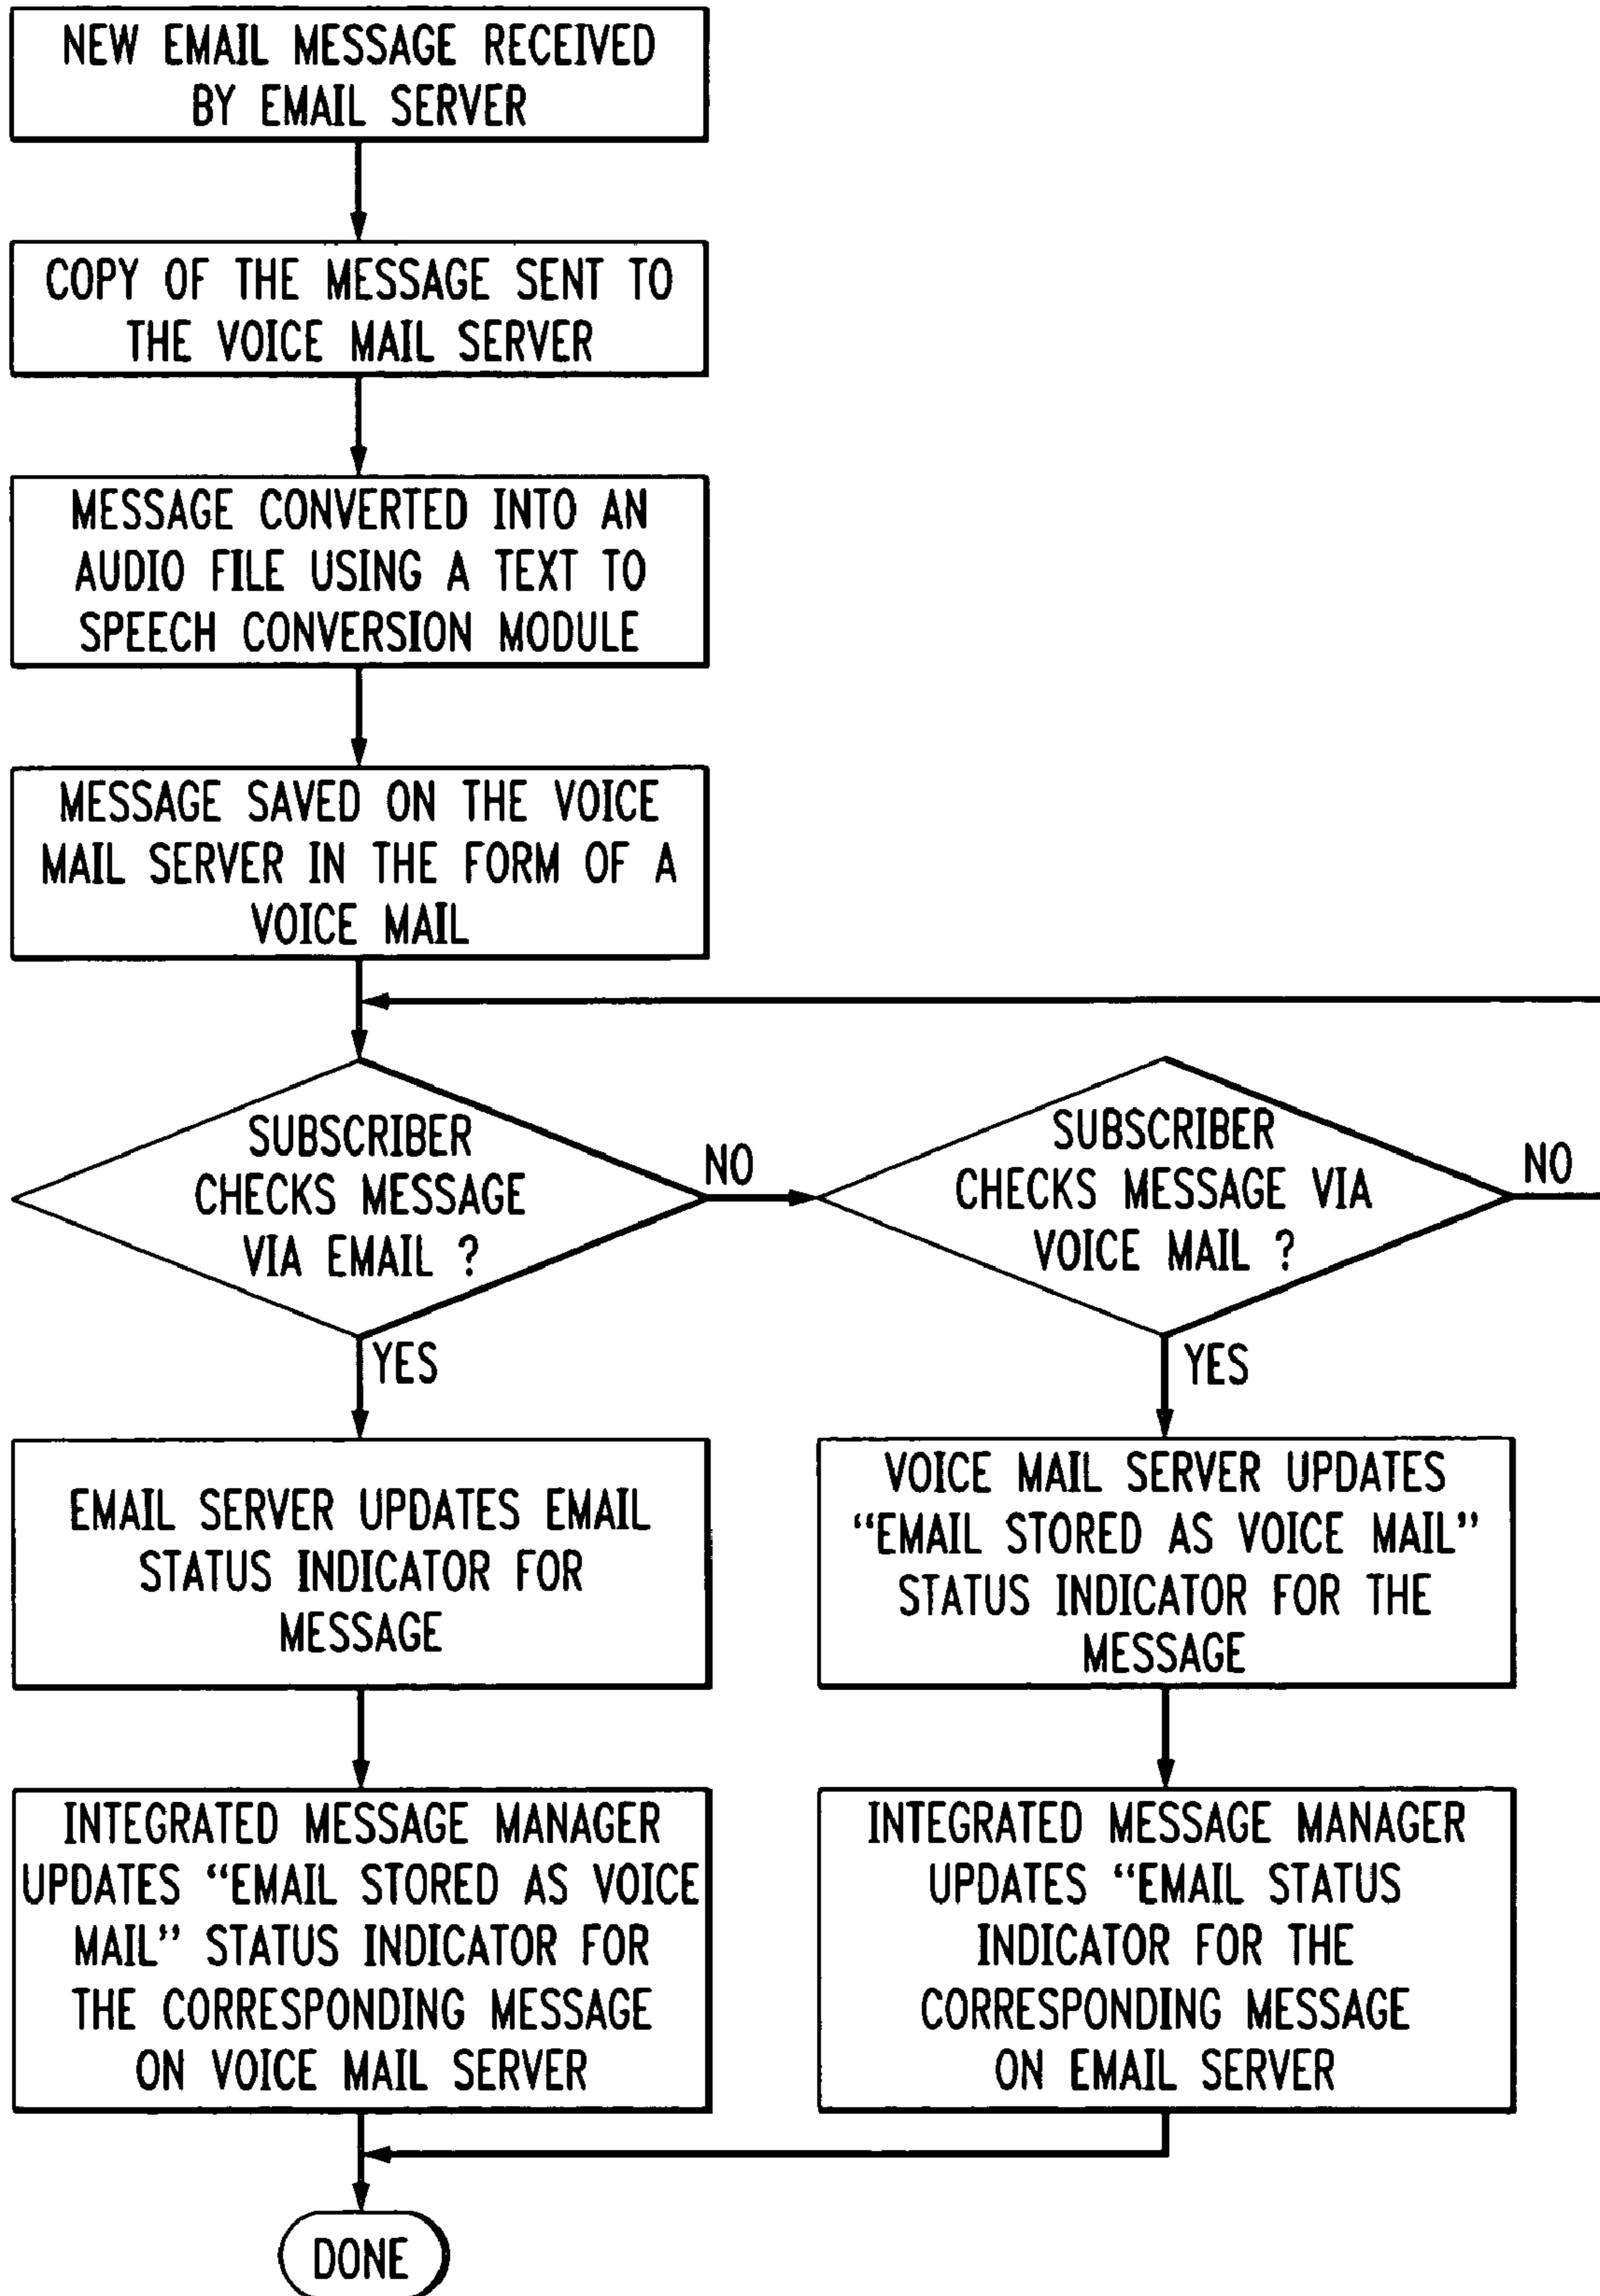 NEW EMAIL MESSAGE RECEIVED
BY EMAIL SERVER
COPY OF THE MESSAGE SENT TO
THE VOICE MAIL SERVER
MESSAGE CONVERTED INTO AN
AUDIO FILE USING A TEXT TO
SPEECH CONVERSION MODULE
MESSAGE SAVED ON THE VOICE
MAIL SERVER IN THE FORM OF A
VOICE MAIL
SUBSCRIBER
CHECKS MESSAGE
VIA EMAIL ?
NO
SUBSCRIBER
CHECKS MESSAGE VIA
VOICE MAIL ?
NO
YES
YES
EMAIL SERVER UPDATES EMAIL
STATUS INDICATOR FOR
MESSAGE
VOICE MAIL SERVER UPDATES
“EMAIL STORED AS VOICE MAIL”
STATUS INDICATOR FOR THE
MESSAGE
INTEGRATED MESSAGE MANAGER
UPDATES “EMAIL STORED AS VOICE
MAIL” STATUS INDICATOR FOR
THE CORRESPONDING MESSAGE
ON VOICE MAIL SERVER
INTEGRATED MESSAGE MANAGER
UPDATES “EMAIL STATUS
INDICATOR FOR THE
CORRESPONDING MESSAGE
ON EMAIL SERVER
DONE